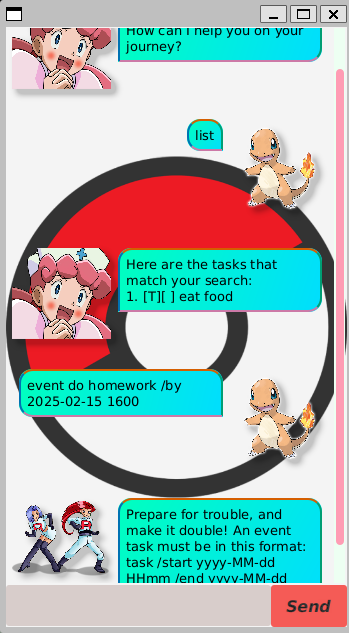 How can I help you on your
journey?
list
Here are the tasks that
match your search:
1. [T][ ] eat food
event do homework /by
2025-02-15 1600
Prepare for trouble, and
make it double! An event
task must be in this format:
task /start yyyy-MM-dd
HHmm /end yyyy-MM-dd
Send